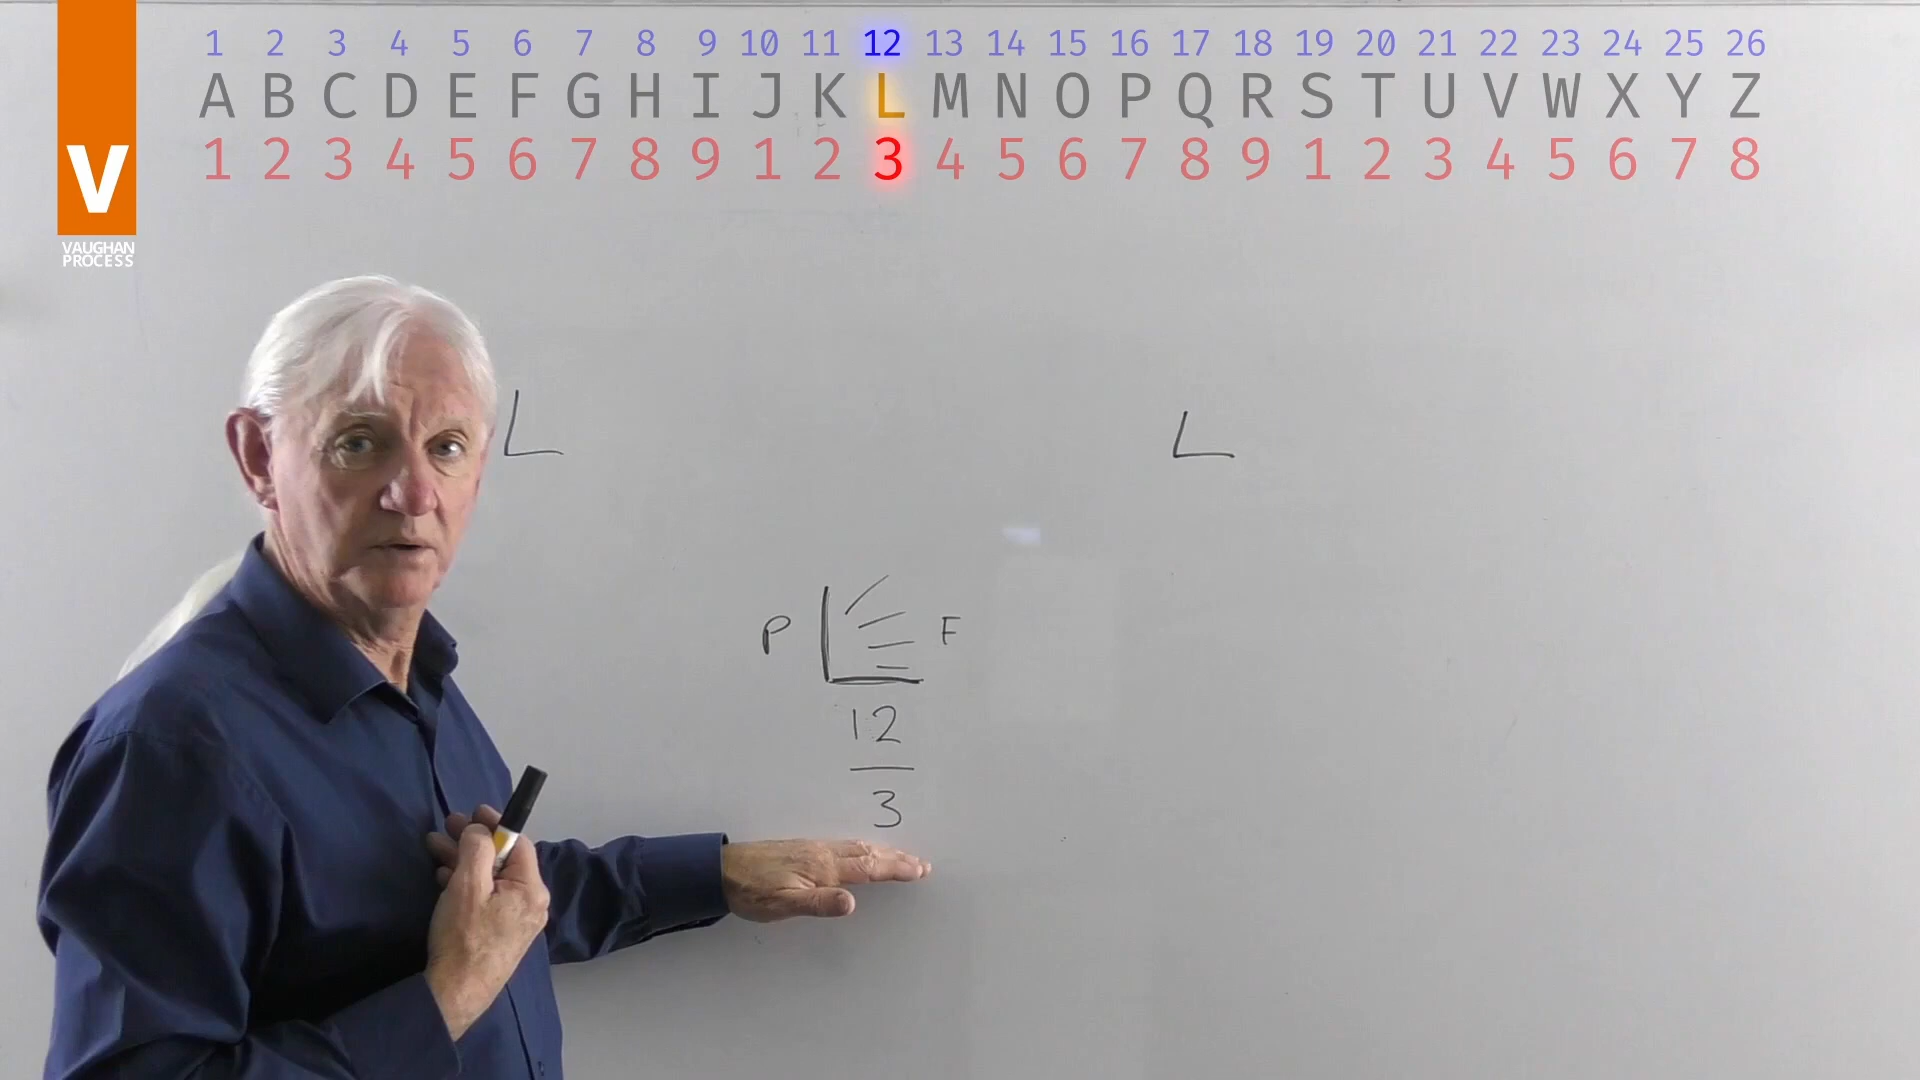 1 2 3 4 5 6 7 8 9 10 11 12 13 14 15 16 17 18 19 20 21 22 23 24 25 26
A B C D E F G H I J K L M N O P Q R S T U V W X Y Z
1 2 3 4 5 6 7 8 9 1 2 3 4 5 6 7 8 9 1 2 3 4 5 6 7 8
V
VAUGHAN
PROCESS
L L
P L F
12
3